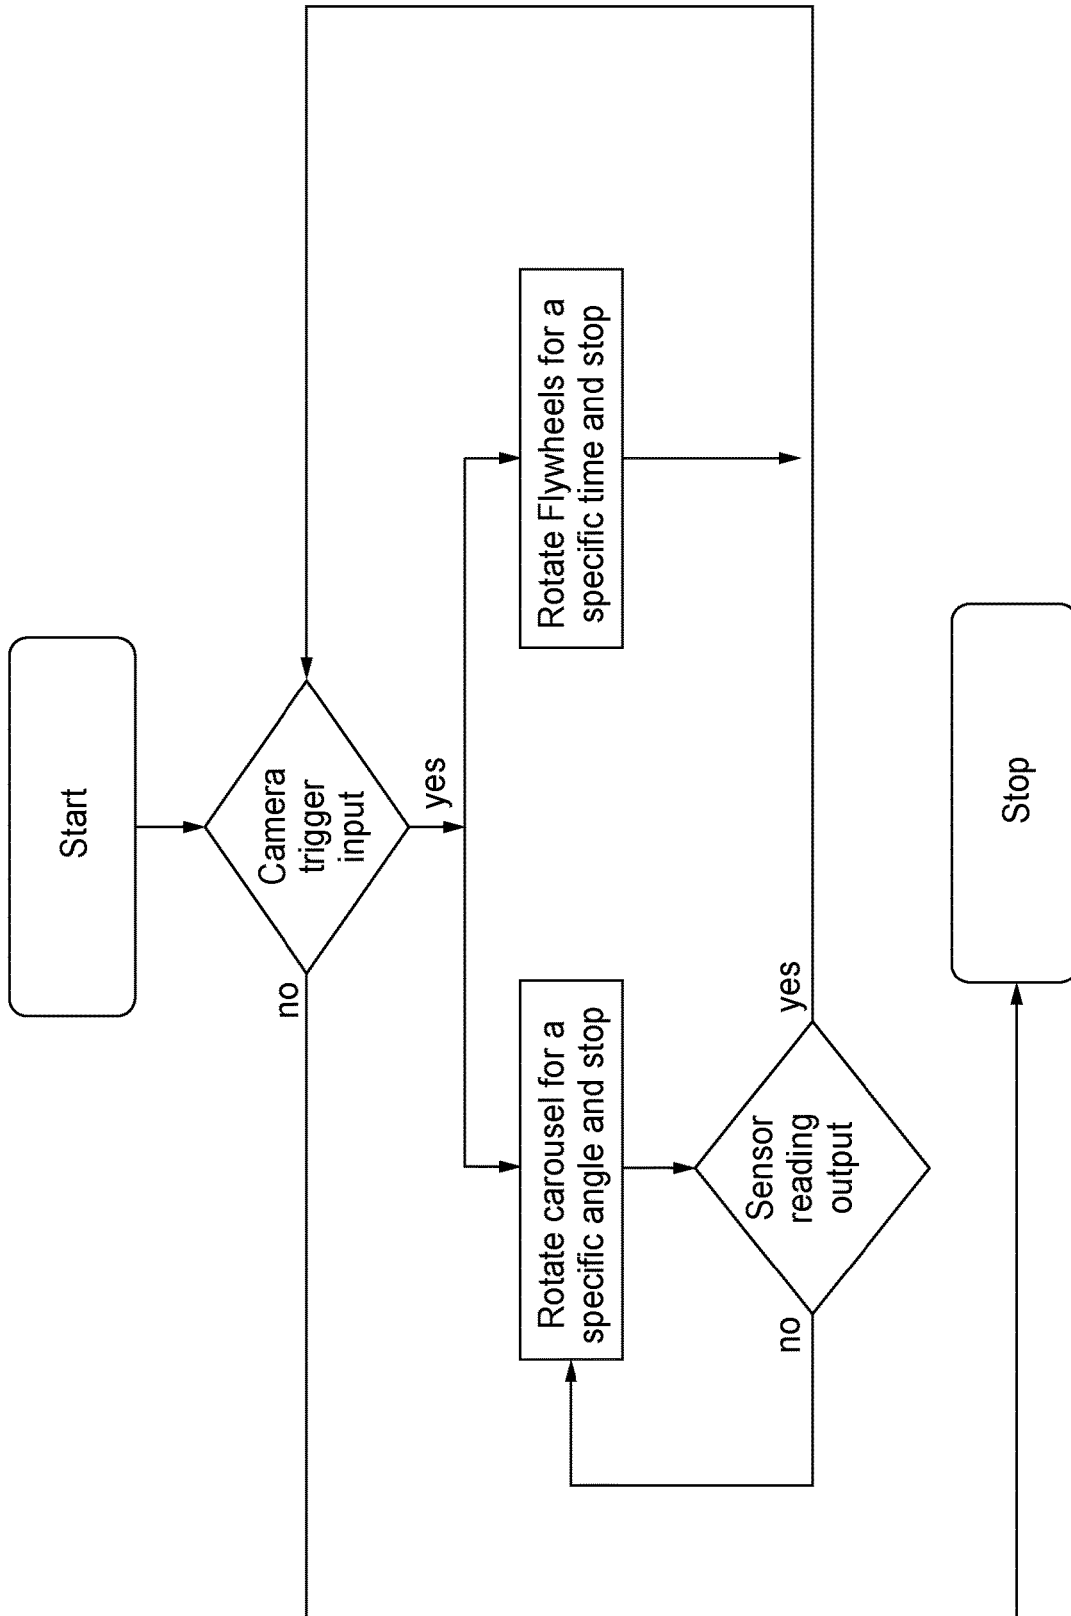 Start
Camera
trigger
input
no
yes
Rotate carousel for a
specific angle and stop
Rotate Flywheels for a
specific time and stop
Sensor
reading
output
no
yes
Stop